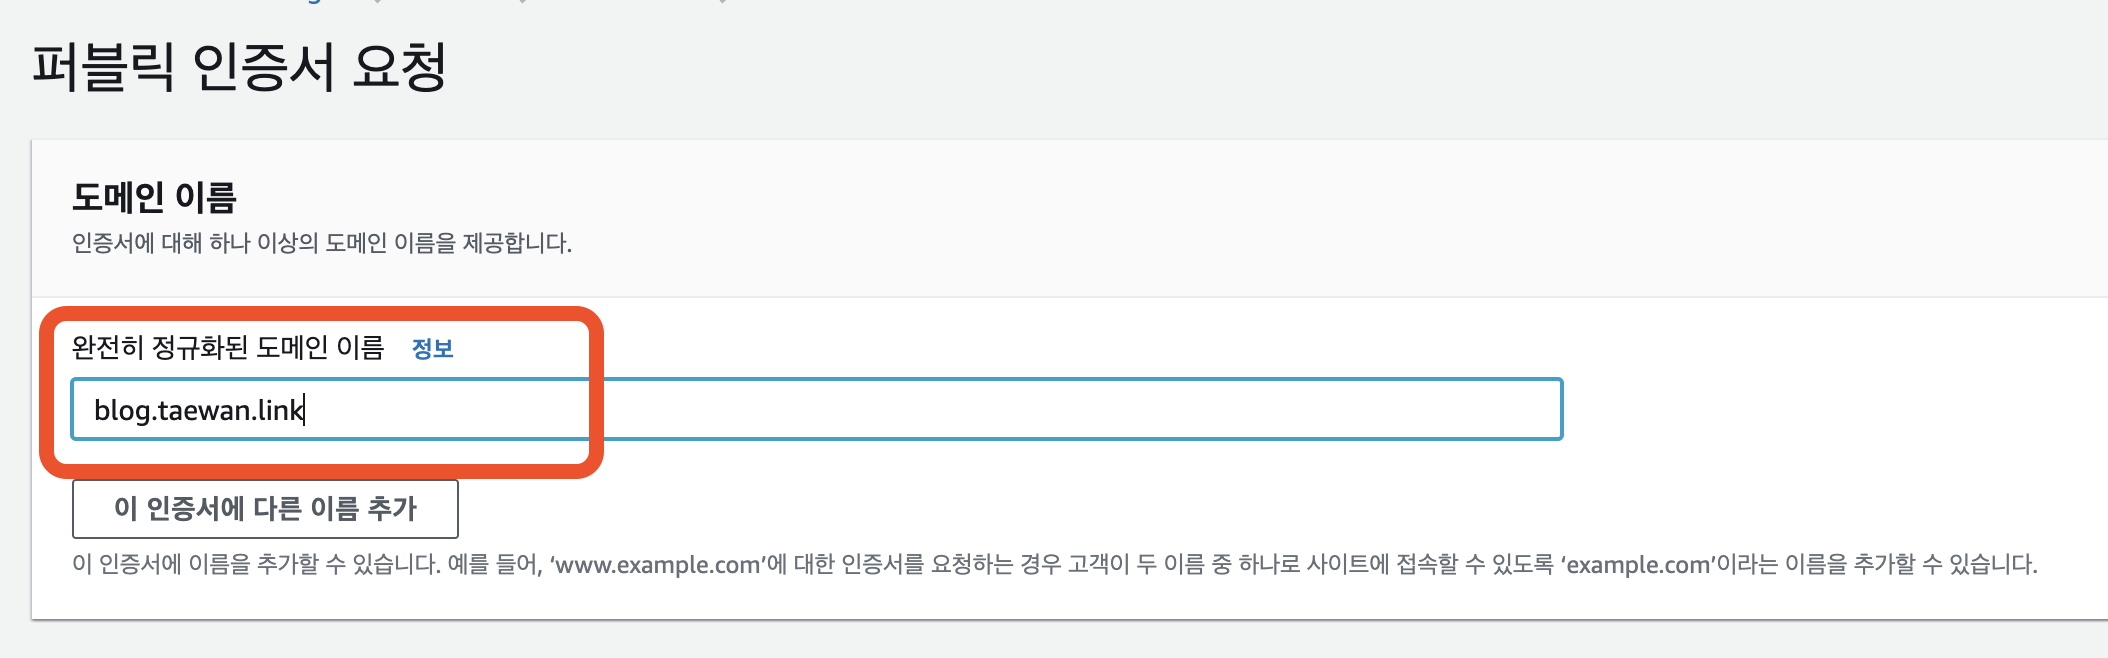 퍼블릭 인증서 요청
도메인 이름
인증서에 대해 하나 이상의 도메인 이름을 제공합니다.
완전히 정규화된 도메인 이름 정보
blog.taewan.link
이 인증서에 다른 이름 추가
이 인증서에 이름을 추가할 수 있습니다. 예를 들어, ‘www.example.com’에 대한 인증서를 요청하는 경우 고객이 두 이름 중 하나로 사이트에 접속할 수 있도록 ‘example.com’이라는 이름을 추가할 수 있습니다.